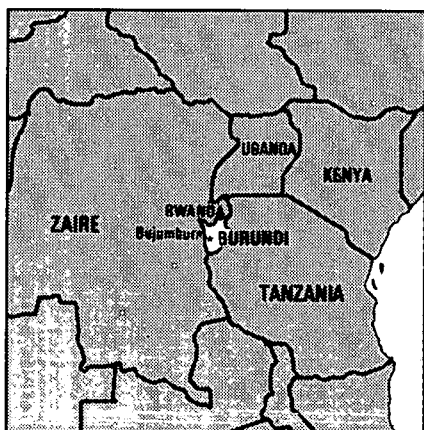 UGANDA
KENYA
RWANDA
ZAIRE
Bujumbura
BURUNDI
TANZANIA